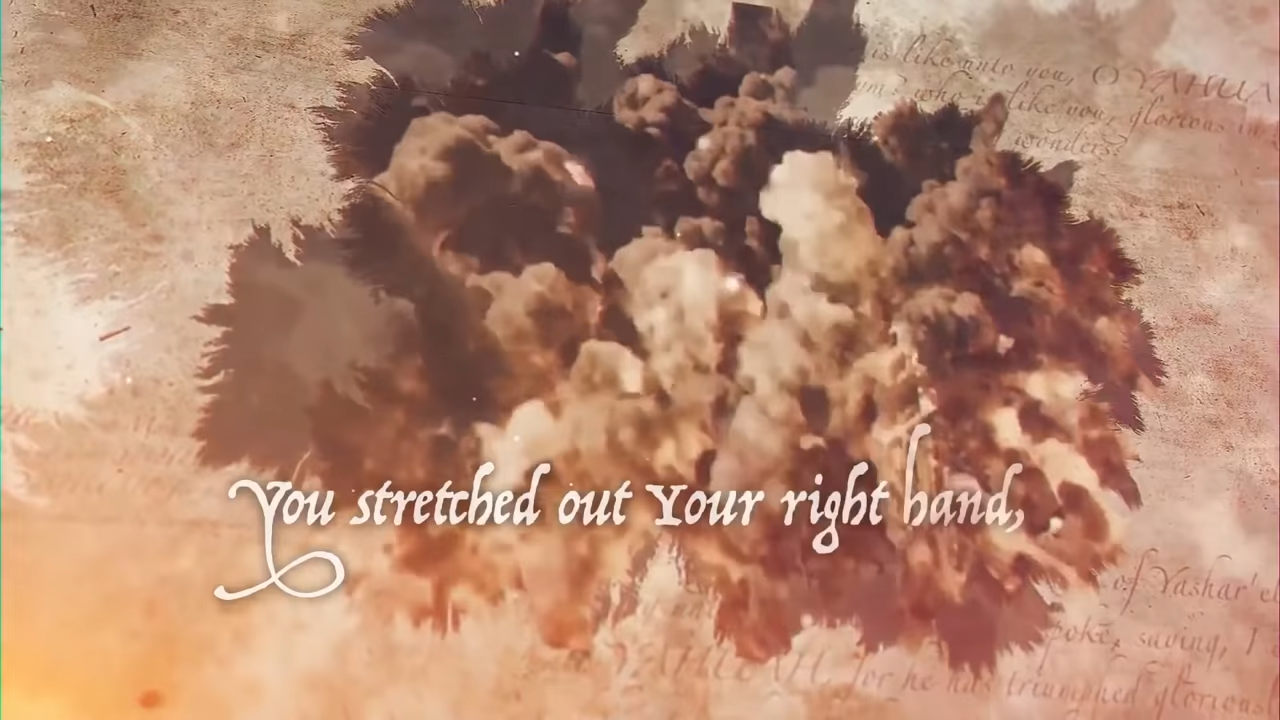 is like unto you, O YAHUA
who is like you, glorious in
wonders?
You stretched out Your right hand,
of Yashar'el
spoke, saying, I
YAHUAH, for he has triumphed glorious